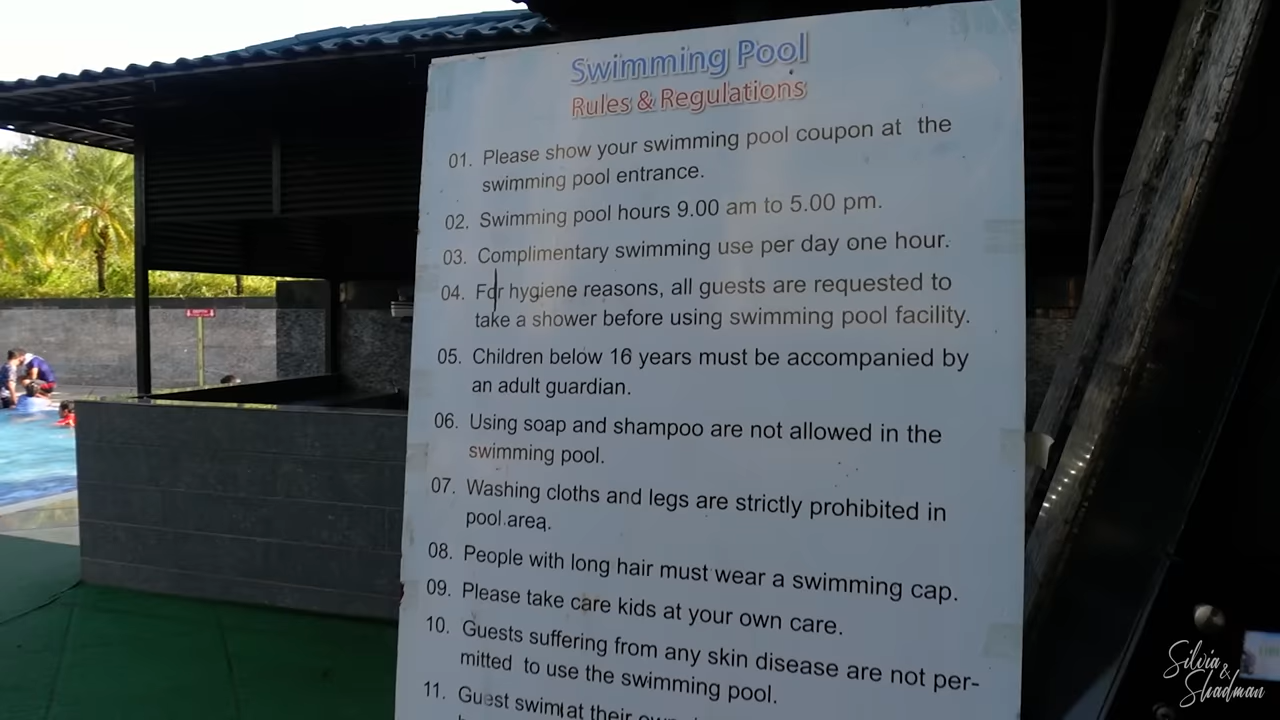 Swimming Pool
Rules & Regulations
01. Please show your swimming pool coupon at the
swimming pool entrance.
02. Swimming pool hours 9.00 am to 5.00 pm.
03. Complimentary swimming use per day one hour.
04. For hygiene reasons, all guests are requested to
take a shower before using swimming pool facility.
05. Children below 16 years must be accompanied by
an adult guardian.
06. Using soap and shampoo are not allowed in the
swimming pool.
07. Washing cloths and legs are strictly prohibited in
pool area.
08. People with long hair must wear a swimming cap.
09. Please take care kids at your own care.
10. Guests suffering from any skin disease are not per-
mitted to use the swimming pool.
11. Guest swim at their own
Silvia
&
Shadman